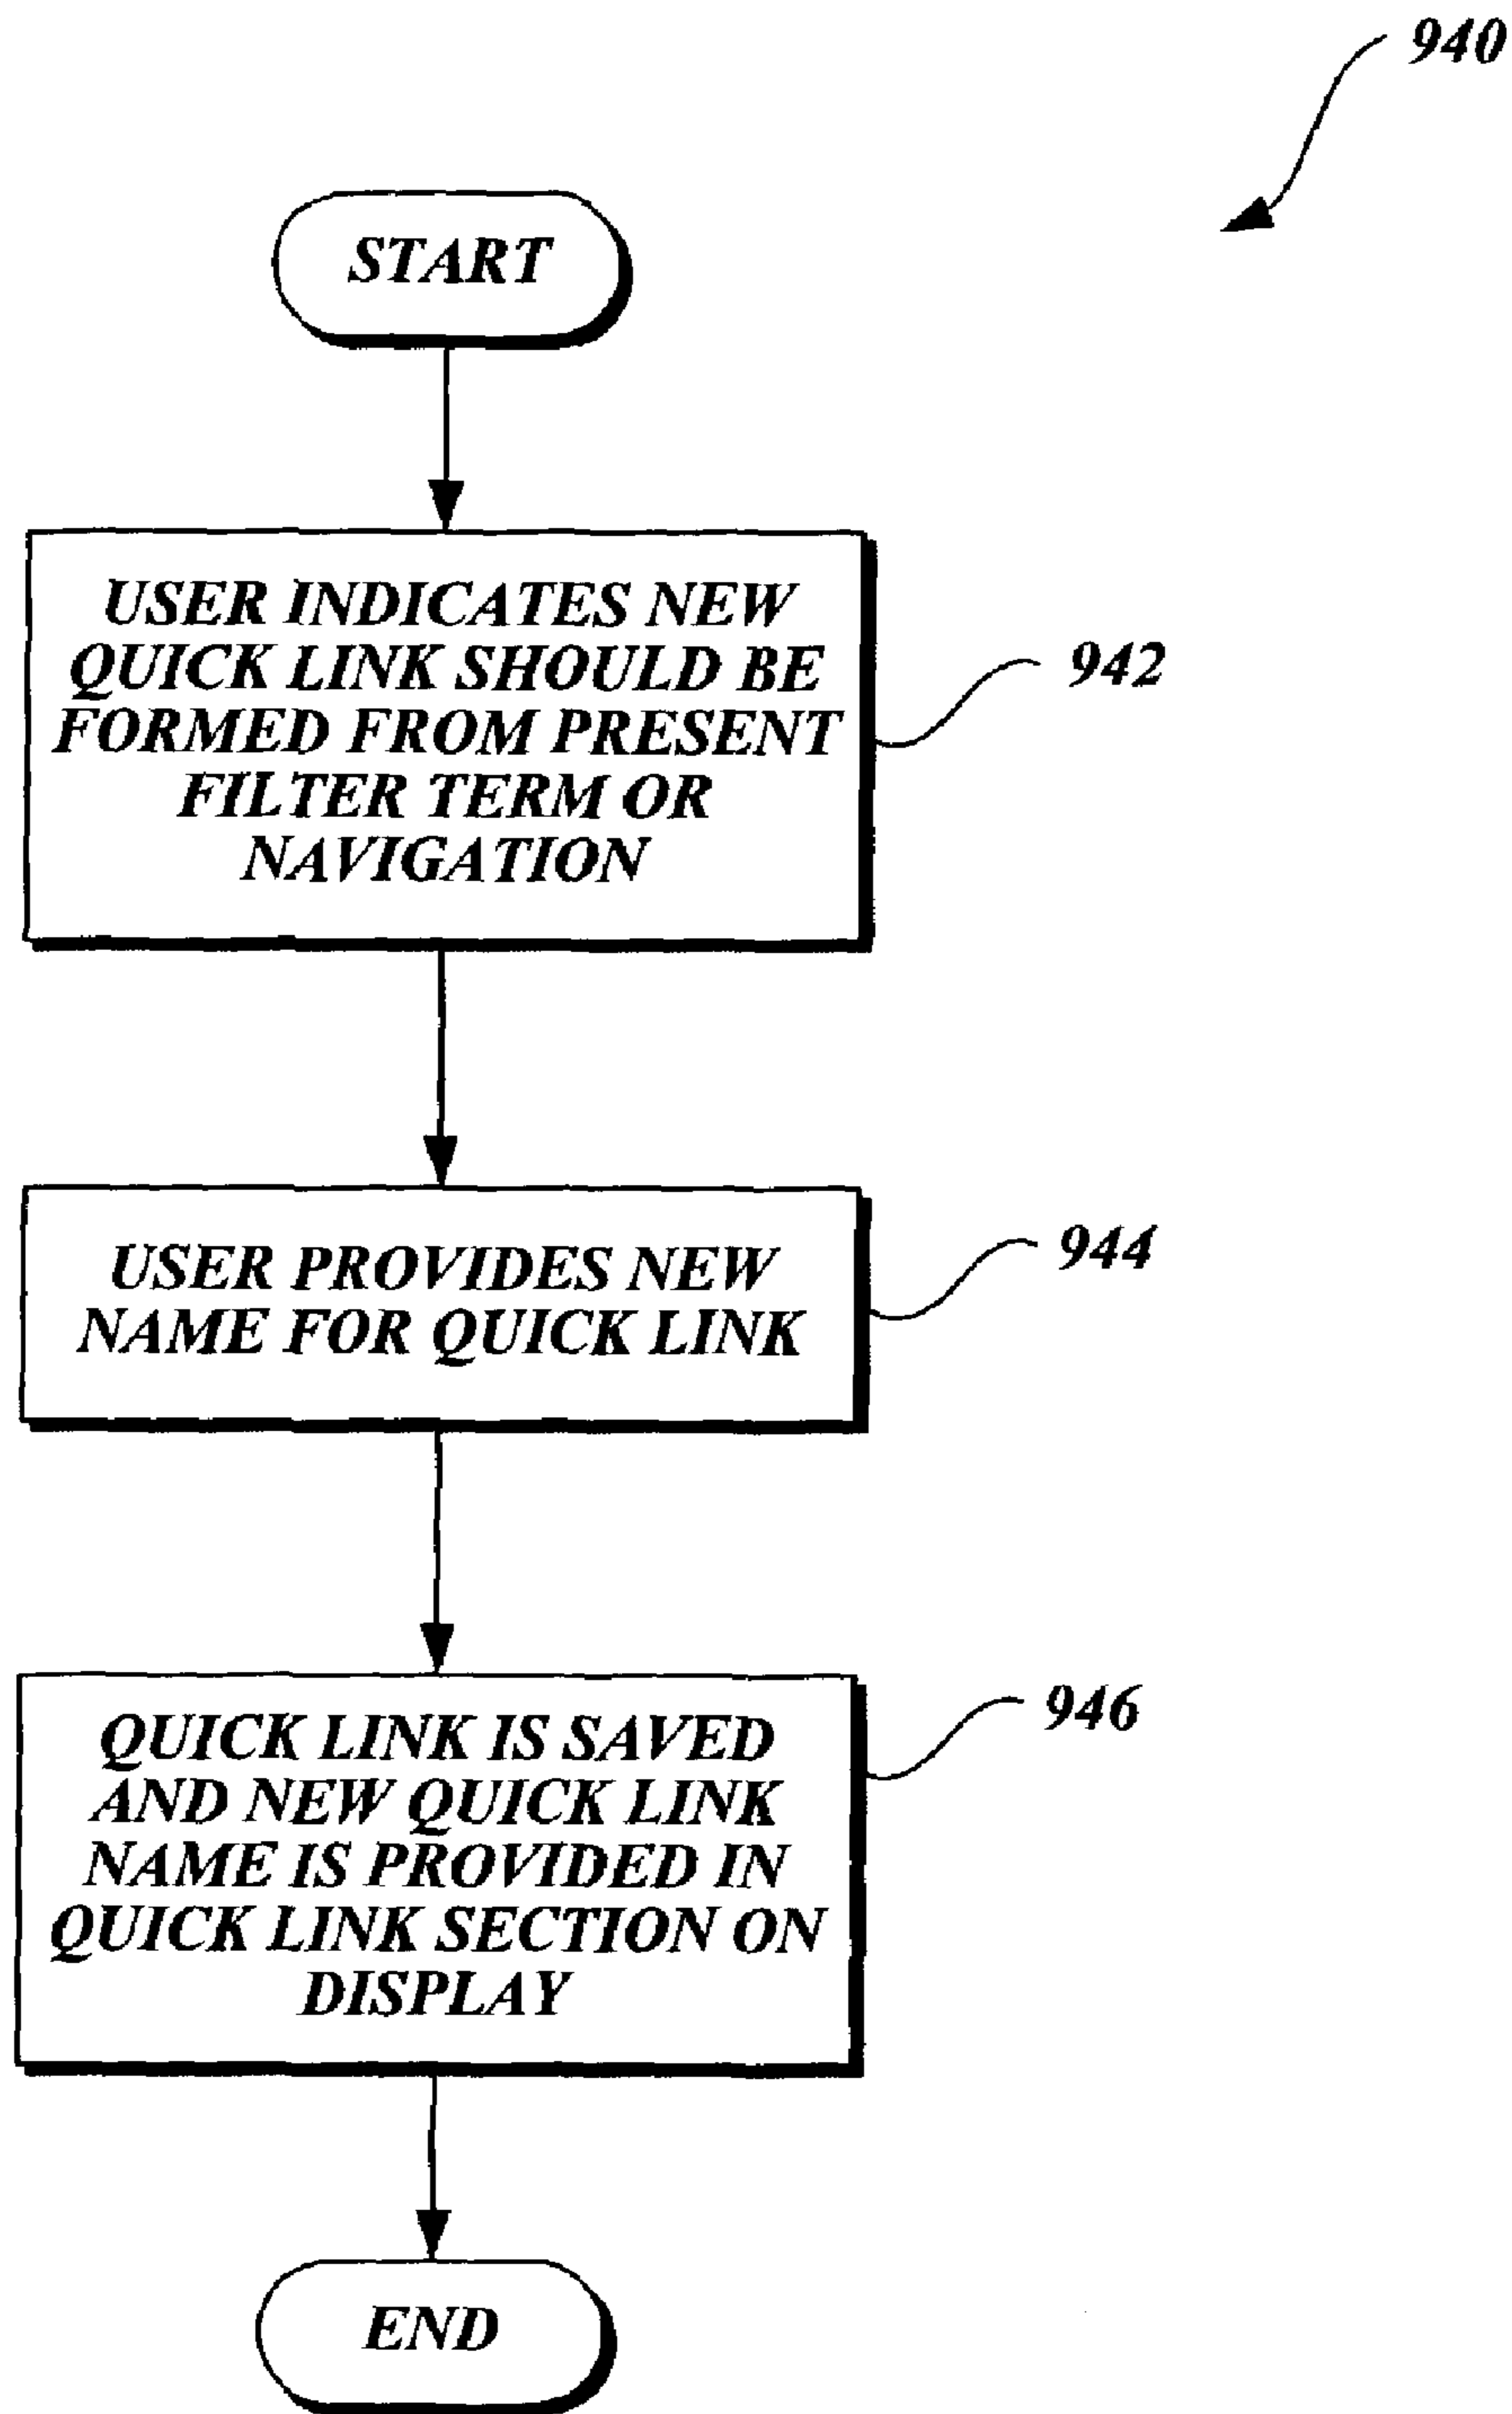 940
START
USER INDICATES NEW
QUICK LINK SHOULD BE
FORMED FROM PRESENT
FILTER TERM OR
NAVIGATION
942
USER PROVIDES NEW
NAME FOR QUICK LINK
944
QUICK LINK IS SAVED
AND NEW QUICK LINK
NAME IS PROVIDED IN
QUICK LINK SECTION ON
DISPLAY
946
END